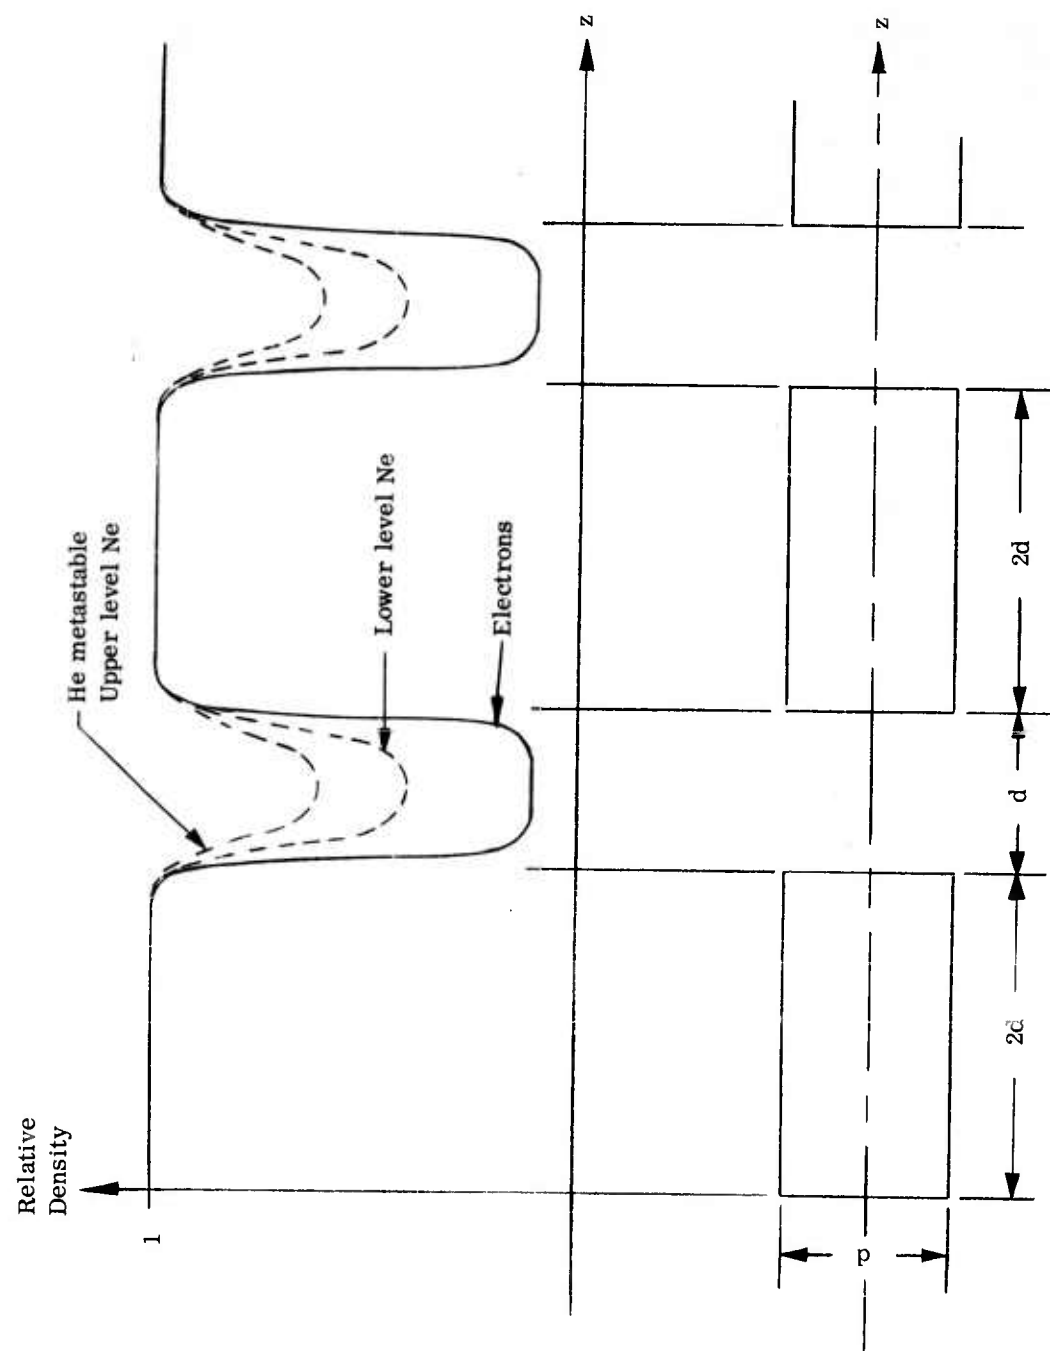 Relative
Density
1
He metastable
Upper level Ne
Lower level Ne
Electrons
z
z
d
2d
d
2d